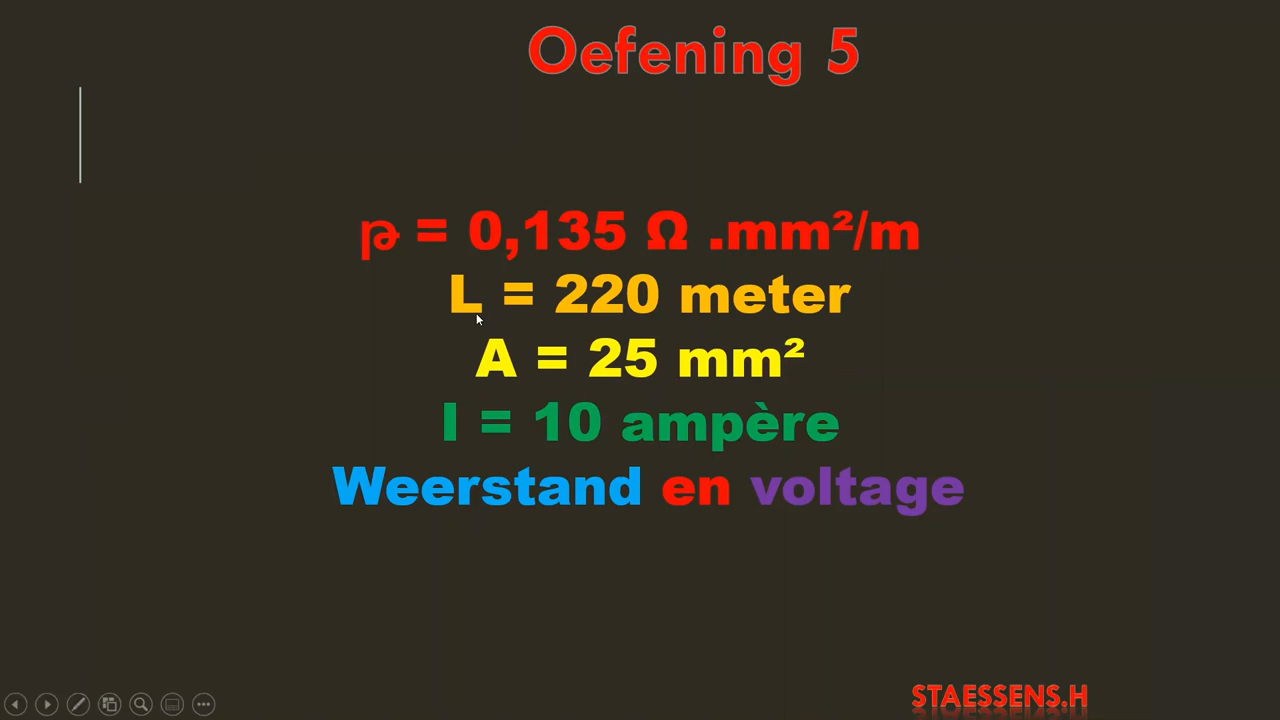 Oefening 5
թ = 0,135 Ω .mm²/m
L = 220 meter
A = 25 mm²
I = 10 ampère
Weerstand en voltage
STAESSENS.H